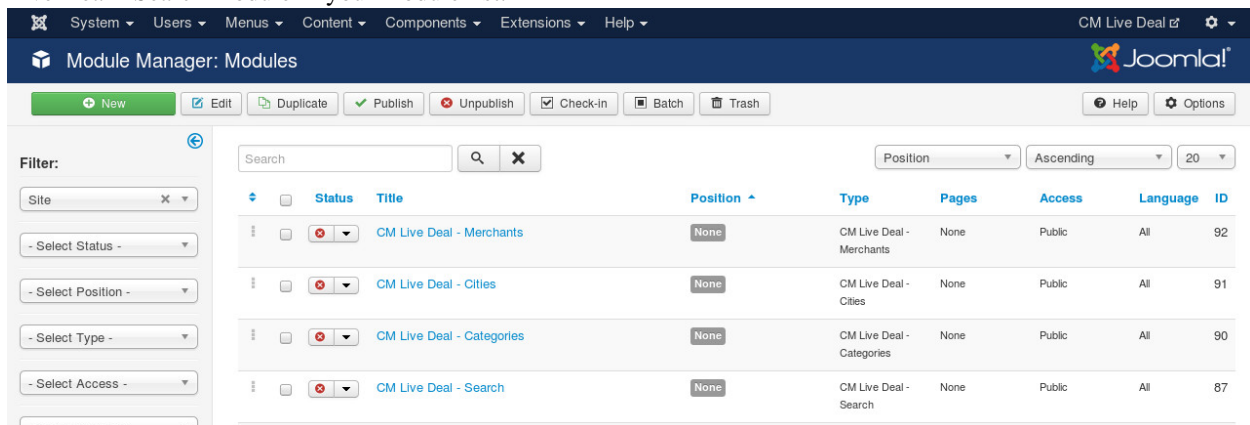 System Users Menus Content Components Extensions Help CM Live Deal
Module Manager: Modules Joomla!
New Edit Duplicate Publish Unpublish Check-in Batch Trash Help Options
Filter:
Search Position Ascending 20
Site
Status Title Position Type Pages Access Language ID
CM Live Deal - Merchants None CM Live Deal - None Public All 92
Merchants
- Select Status -
CM Live Deal - Cities None CM Live Deal - None Public All 91
Cities
- Select Position -
CM Live Deal - Categories None CM Live Deal - None Public All 90
Categories
- Select Type -
CM Live Deal - Search None CM Live Deal - None Public All 87
Search
- Select Access -